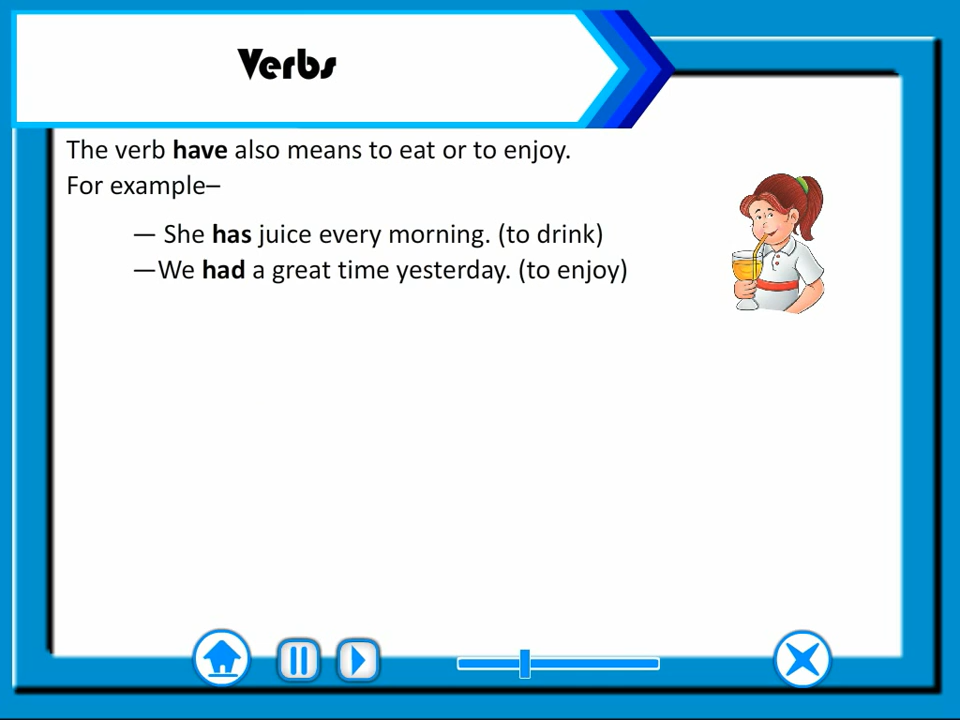 Verbs
The verb have also means to eat or to enjoy.
For example–
— She has juice every morning. (to drink)
—We had a great time yesterday. (to enjoy)